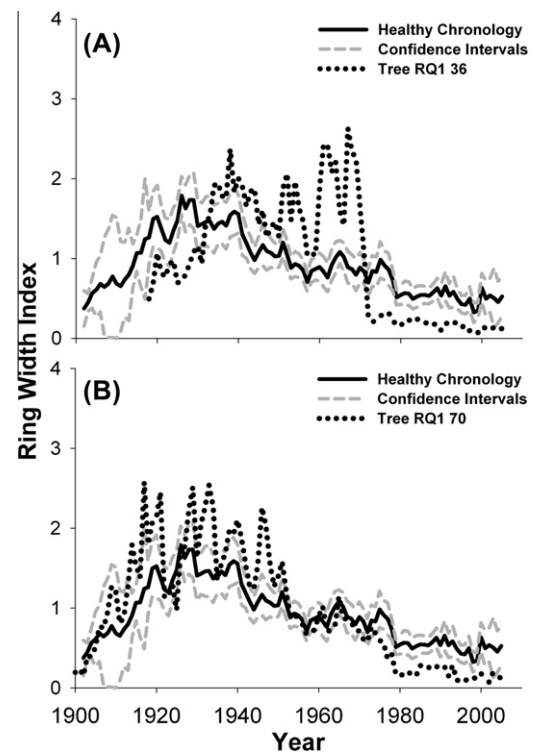 4
(A)
Healthy Chronology
Confidence Intervals
Tree RQ1 36
3
2
1
0
Ring Width Index
4
(B)
Healthy Chronology
Confidence Intervals
Tree RQ1 70
3
2
1
0
1900 1920 1940 1960 1980 2000
Year